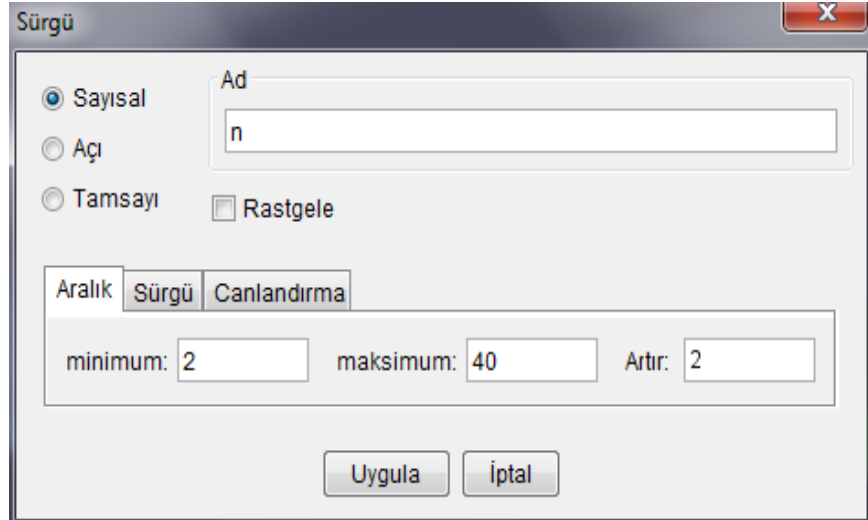 Sürgü
Sayısal
Ad
n
Açı
Tamsayı
Rastgele
Aralık Sürgü Canlandırma
minimum: 2 maksimum: 40 Artır: 2
Uygula İptal